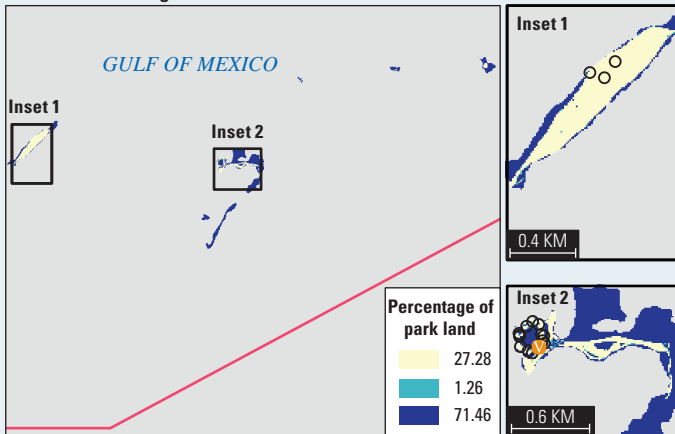 GULF OF MEXICO
Inset 1
Inset 2
Percentage of
park land
27.28
1.26
71.46
Inset 1
0.4 KM
Inset 2
V
0.6 KM